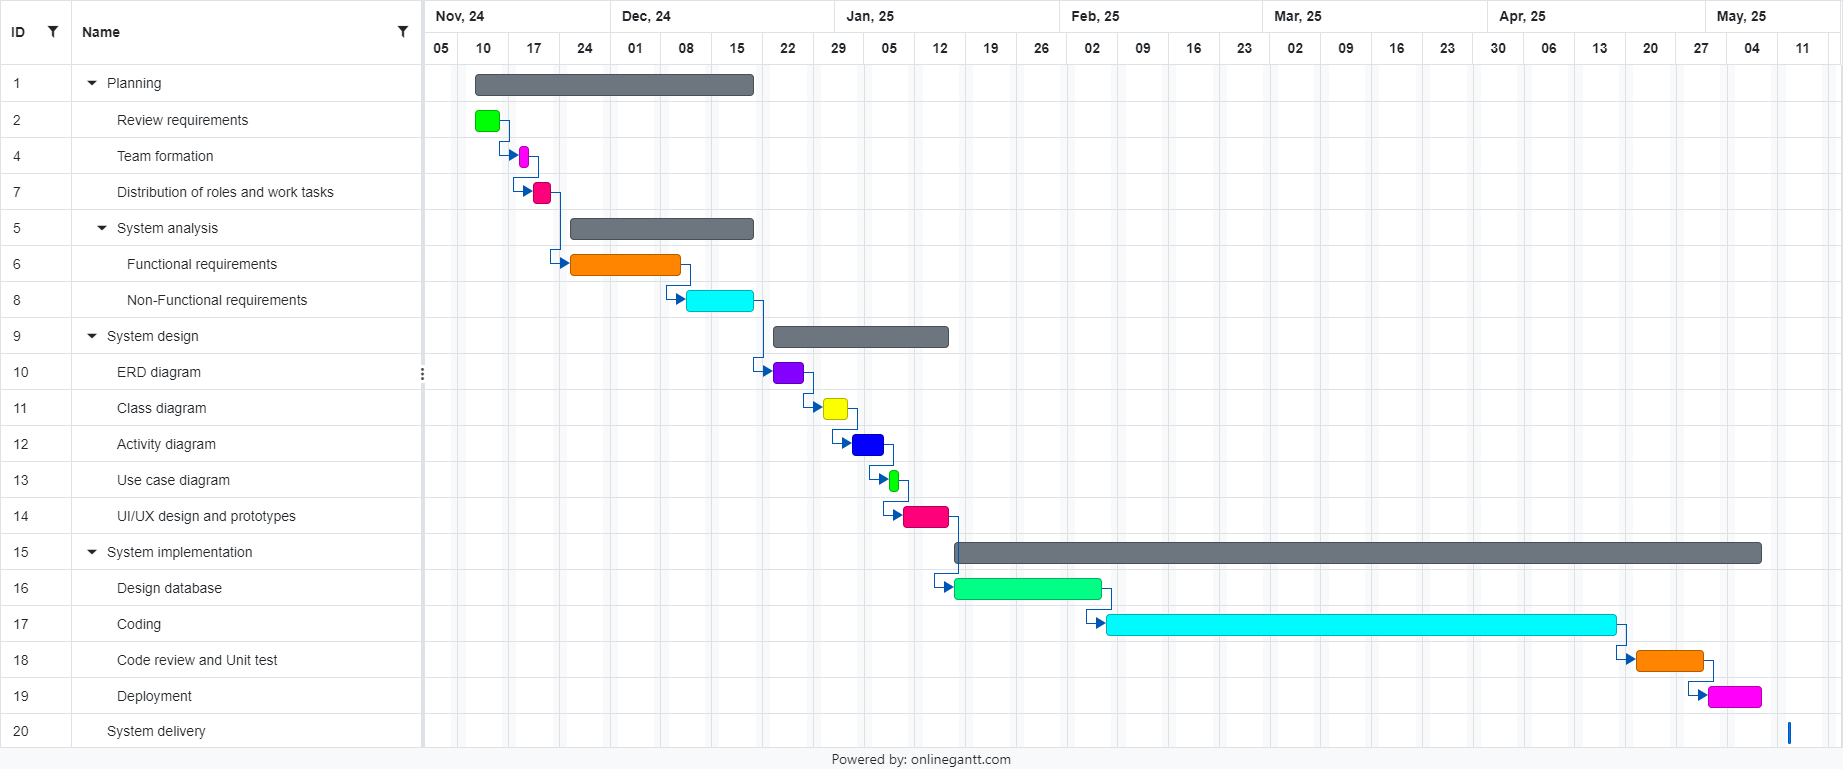 ID Name Nov, 24 Dec, 24 Jan, 25 Feb, 25 Mar, 25 Apr, 25 May, 25
05 10 17 24 01 08 15 22 29 05 12 19 26 02 09 16 23 02 09 16 23 30 06 13 20 27 04 11
1 Planning
2 Review requirements
4 Team formation
7 Distribution of roles and work tasks
5 System analysis
6 Functional requirements
8 Non-Functional requirements
9 System design
10 ERD diagram
11 Class diagram
12 Activity diagram
13 Use case diagram
14 UI/UX design and prototypes
15 System implementation
16 Design database
17 Coding
18 Code review and Unit test
19 Deployment
20 System delivery
Powered by: onlinegantt.com